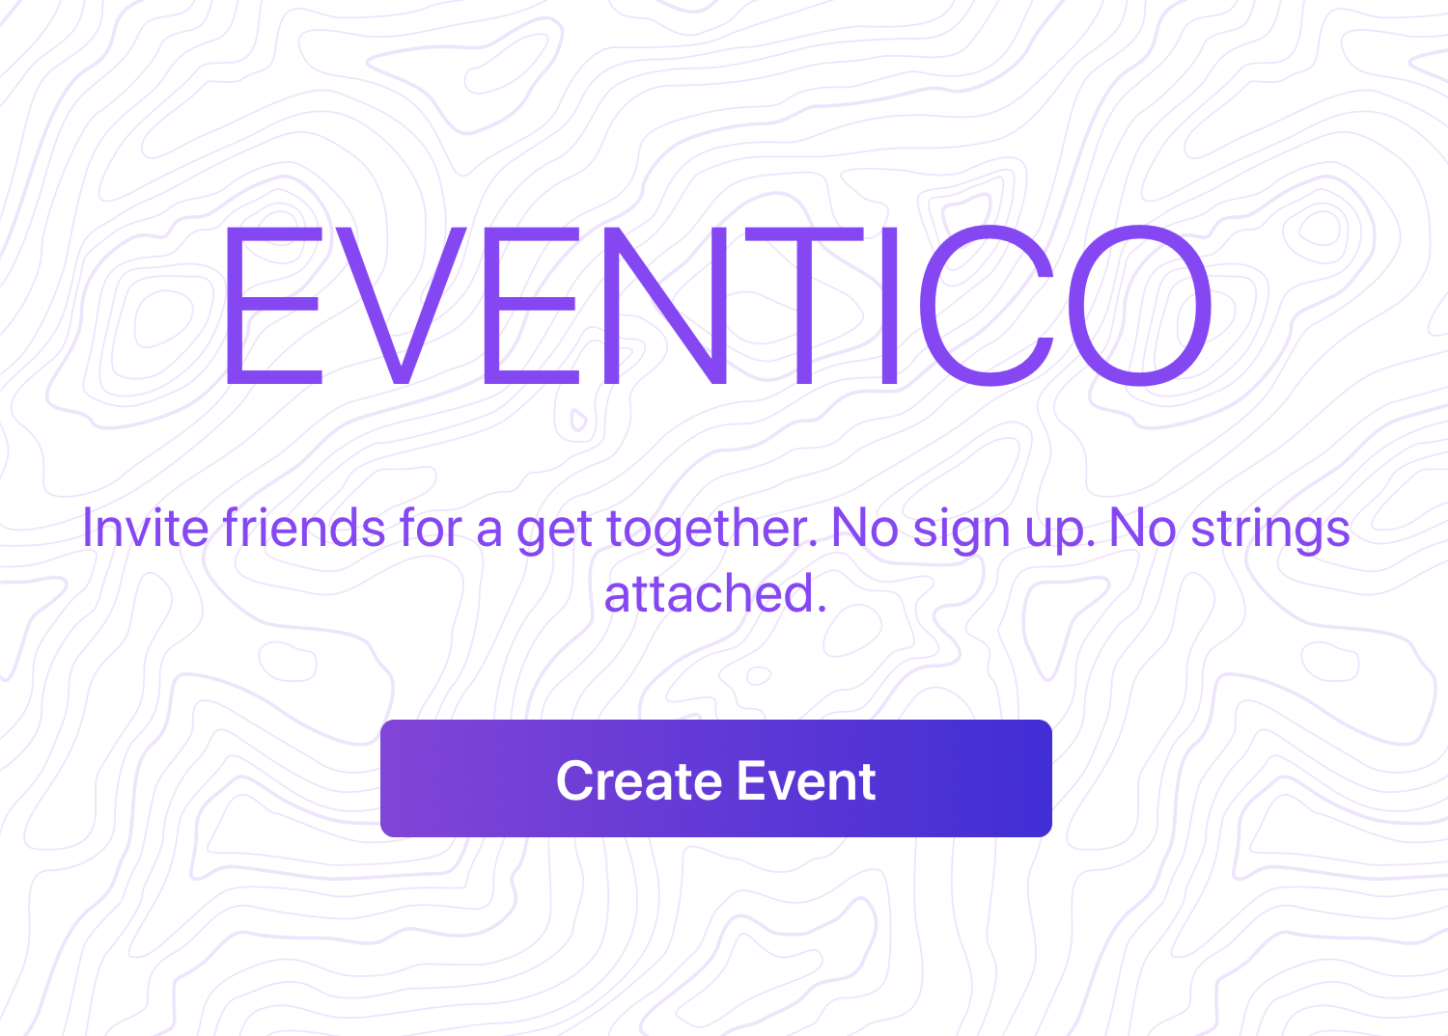 EVENTICO
Invite friends for a get together. No sign up. No strings
attached.
Create Event